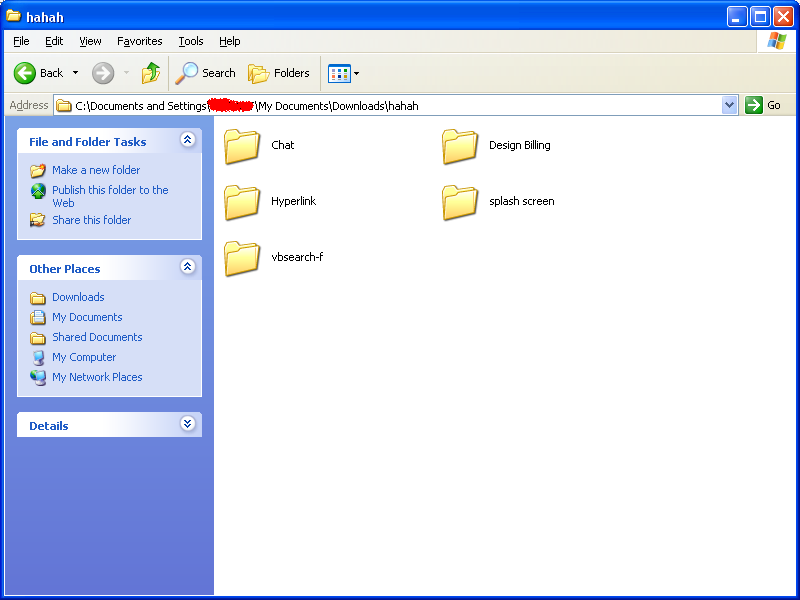 hahah
File Edit View Favorites Tools Help
Back Search Folders
Address C:\Documents and Settings\ \My Documents\Downloads\hahah Go
File and Folder Tasks
Make a new folder
Publish this folder to the
Web
Share this folder
Other Places
Downloads
My Documents
Shared Documents
My Computer
My Network Places
Details
Chat Design Billing
Hyperlink splash screen
vbsearch-f